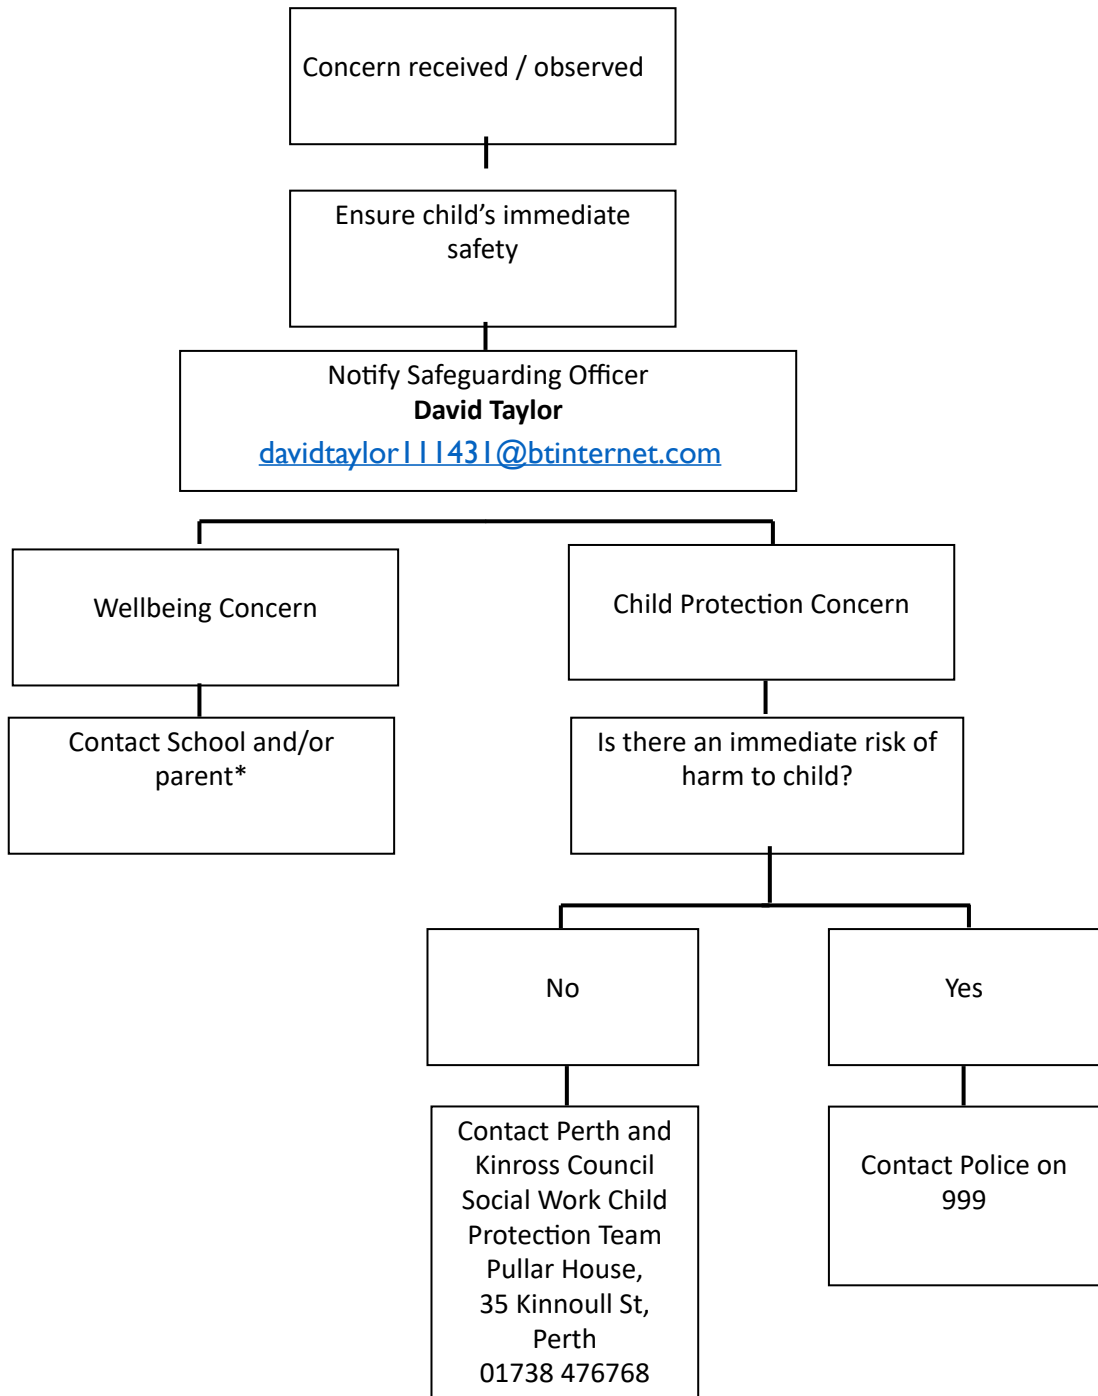 Concern received / observed
Ensure child’s immediate
safety
Notify Safeguarding Officer
David Taylor
davidtaylor111431@btinternet.com
Wellbeing Concern
Child Protection Concern
Contact School and/or
parent*
Is there an immediate risk of
harm to child?
No
Yes
Contact Perth and
Kinross Council
Social Work Child
Protection Team
Pullar House,
35 Kinnoull St,
Perth
01738 476768
Contact Police on
999